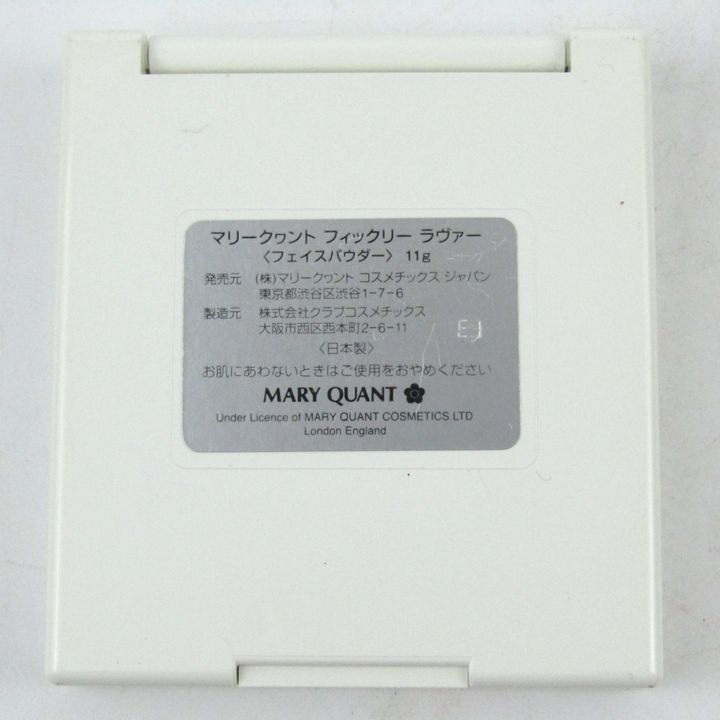 マリークヮント フィックリー ラヴァー
〈フェイスパウダー〉 11g
発売元 (株)マリークヮント コスメチックス ジャパン
東京都渋谷区渋谷1-7-6
製造元 株式会社クラブコスメチックス
大阪市西区西本町2-6-11
〈日本製〉
お肌にあわないときはご使用をおやめください
MARY QUANT
Under Licence of MARY QUANT COSMETICS LTD
London England